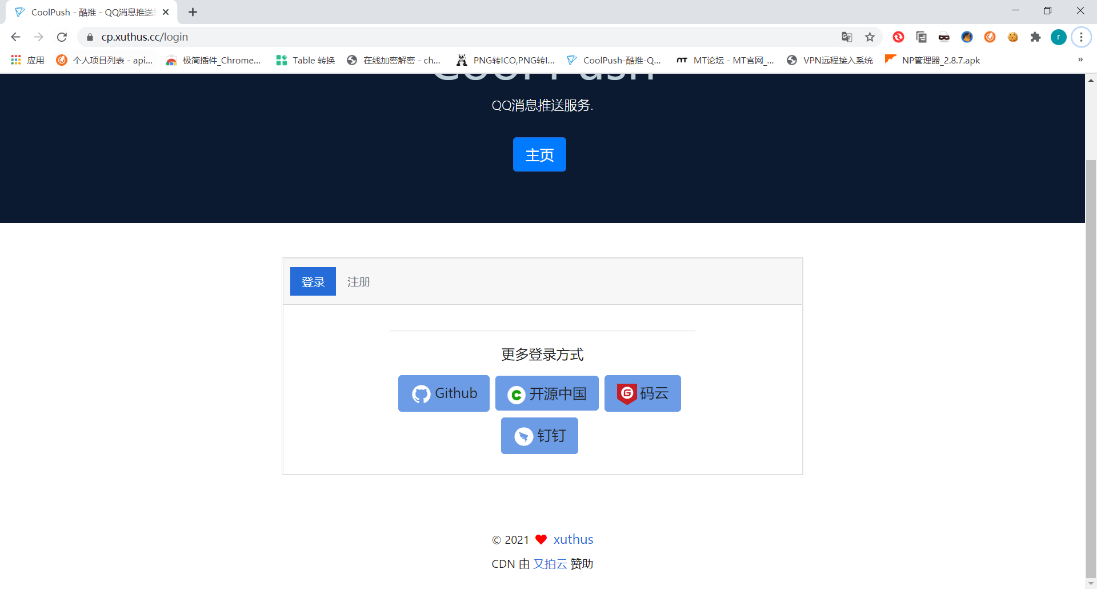 CoolPush - 酷推 - QQ消息推送
cp.xuthus.cc/login
应用
个人项目列表 - api...
极简插件_Chrome...
Table 转换
在线加密解密 - ch...
PNG转ICO,PNG转I...
CoolPush-酷推-Q...
MT论坛 - MT官网_...
VPN远程接入系统
NP管理器_2.8.7.apk
»
Cool Push
QQ消息推送服务.
主页
登录
注册
更多登录方式
Github
开源中国
码云
钉钉
© 2021 ❤ xuthus
CDN 由 又拍云 赞助